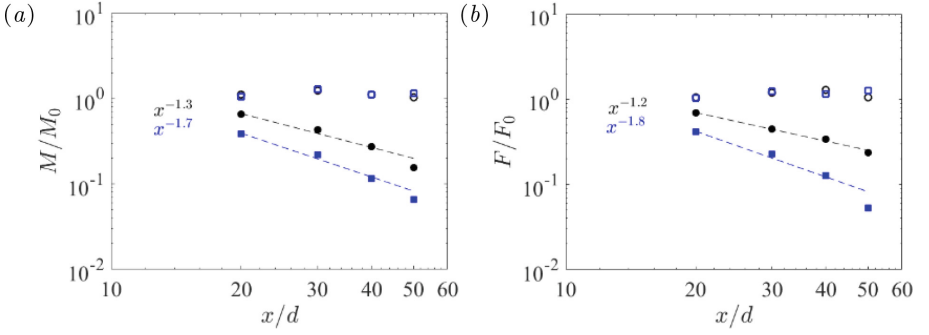 (a)
10^1
10^0
10^{-1}
10^{-2}
M/M_0
x^{-1.3}
x^{-1.7}
10 20 30 40 50 60
x/d
(b)
10^1
10^0
10^{-1}
10^{-2}
F/F_0
x^{-1.2}
x^{-1.8}
10 20 30 40 50 60
x/d